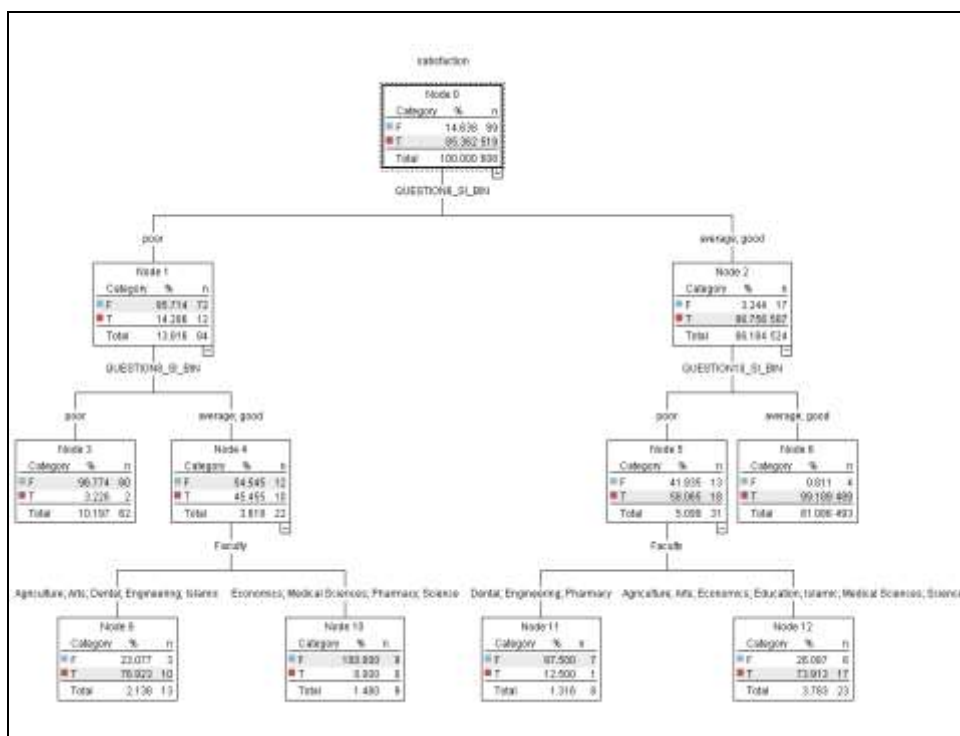 satisfaction
Node 0
Category % n
F 14.638 89
T 85.362 519
Total 100.000 608
poor
average, good
Node 1
Category % n
F 85.714 72
T 14.286 12
Total 13.816 84
Node 2
Category % n
F 3.244 17
T 96.756 507
Total 86.184 524
poor
average, good
poor
average, good
Node 3
Category % n
F 96.774 60
T 3.226 2
Total 10.197 62
Node 4
Category % n
F 54.545 12
T 45.455 10
Total 3.618 22
Node 5
Category % n
F 41.935 13
T 58.065 18
Total 5.099 31
Node 6
Category % n
F 0.811 4
T 99.189 489
Total 81.086 493
Faculty
Faculty
Agriculture; Arts; Dental; Engineering; Islamic
Economics; Medical Sciences; Pharmacy; Science
Dental; Engineering; Pharmacy
Agriculture; Arts; Economics; Education; Islamic; Medical Sciences; Science
Category % n
F 23.077 3
T 76.923 10
Total 2.138 13
Node 10
Category % n
F 100.000 9
T 0.000 0
Total 1.480 9
Node 11
Category % n
F 87.500 7
T 12.500 1
Total 1.316 8
Node 12
Category % n
F 26.087 6
T 73.913 17
Total 3.783 23